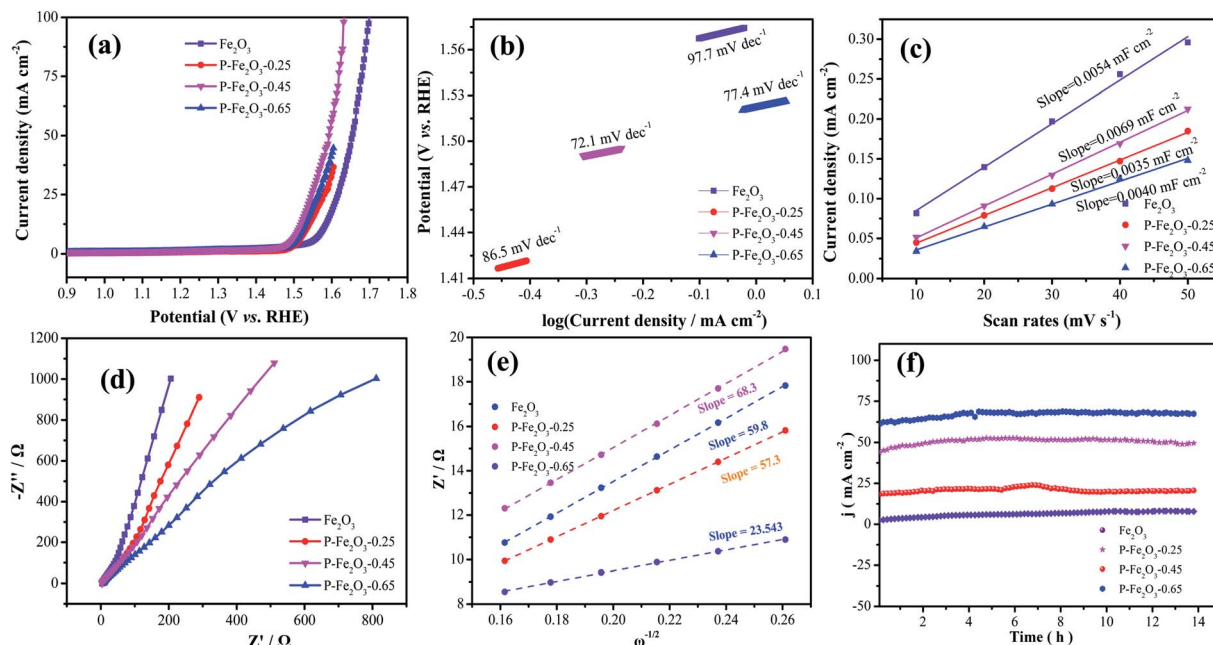 (a)
Current density (mA cm⁻²)
100
75
50
25
0
Fe₂O₃
P-Fe₂O₃-0.25
P-Fe₂O₃-0.45
P-Fe₂O₃-0.65
0.9 1.0 1.1 1.2 1.3 1.4 1.5 1.6 1.7 1.8
Potential (V vs. RHE)
(b)
Potential (V vs. RHE)
1.56
1.53
1.50
1.47
1.44
1.41
97.7 mV dec⁻¹
77.4 mV dec⁻¹
72.1 mV dec⁻¹
86.5 mV dec⁻¹
Fe₂O₃
P-Fe₂O₃-0.25
P-Fe₂O₃-0.45
P-Fe₂O₃-0.65
-0.5 -0.4 -0.3 -0.2 -0.1 0.0 0.1
log(Current density / mA cm⁻²)
(c)
Current density (mA cm⁻²)
0.30
0.25
0.20
0.15
0.10
0.05
0.00
Slope=0.0054 mF cm⁻²
Slope=0.0069 mF cm⁻²
Slope=0.0035 mF cm⁻²
Slope=0.0040 mF cm⁻²
Fe₂O₃
P-Fe₂O₃-0.25
P-Fe₂O₃-0.45
P-Fe₂O₃-0.65
10 20 30 40 50
Scan rates (mV s⁻¹)
(d)
-Z'' / Ω
1200
1000
800
600
400
200
0
Fe₂O₃
P-Fe₂O₃-0.25
P-Fe₂O₃-0.45
P-Fe₂O₃-0.65
0 200 400 600 800
Z' / Ω
(e)
Z' / Ω
20
18
16
14
12
10
8
Fe₂O₃
P-Fe₂O₃-0.25
P-Fe₂O₃-0.45
P-Fe₂O₃-0.65
Slope = 68.3
Slope = 59.8
Slope = 57.3
Slope = 23.543
0.16 0.18 0.20 0.22 0.24 0.26
ω⁻¹/²
(f)
j (mA cm⁻²)
100
75
50
25
0
-25
-50
Fe₂O₃
P-Fe₂O₃-0.25
P-Fe₂O₃-0.45
P-Fe₂O₃-0.65
0 2 4 6 8 10 12 14
Time ( h )